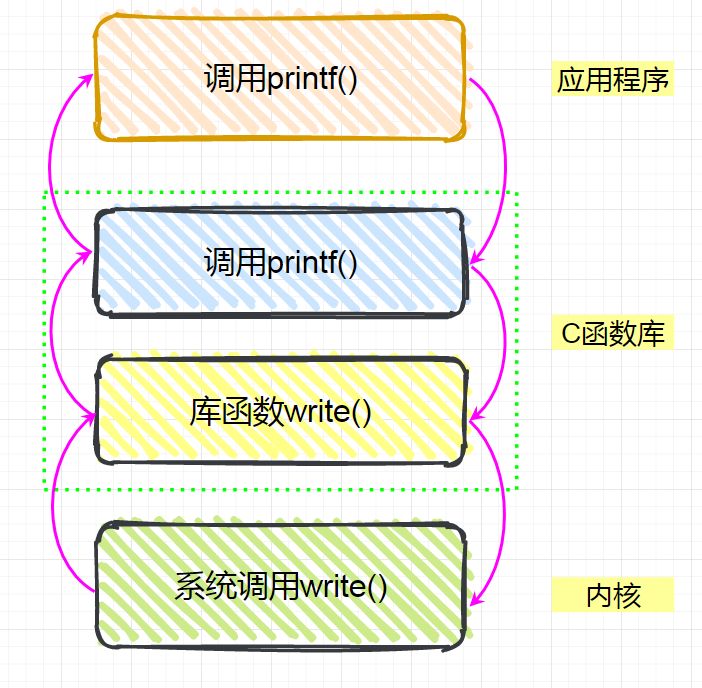 调用printf()
应用程序
调用printf()
C函数库
库函数write()
系统调用write()
内核